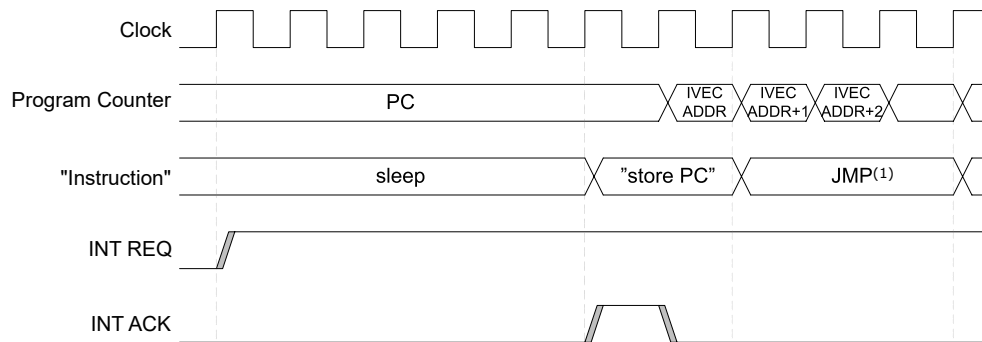 Clock
Program Counter
PC
IVEC
ADDR
IVEC
ADDR+1
IVEC
ADDR+2
"Instruction"
sleep
”store PC”
JMP(1)
INT REQ
INT ACK